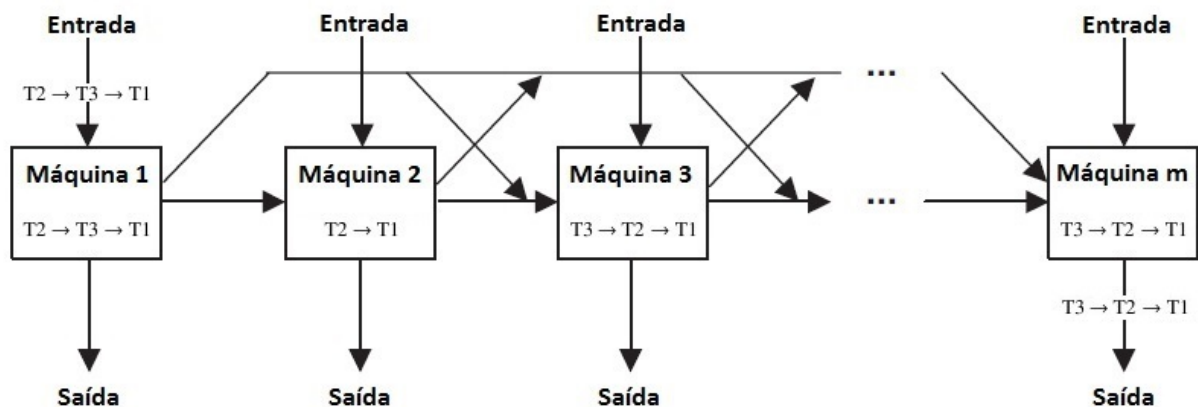 Entrada Entrada Entrada Entrada
T2 → T3 → T1
...
Máquina 1 Máquina 2 Máquina 3 Máquina m
...
T2 → T3 → T1 T2 → T1 T3 → T2 → T1 T3 → T2 → T1
T3 → T2 → T1
Saída Saída Saída Saída